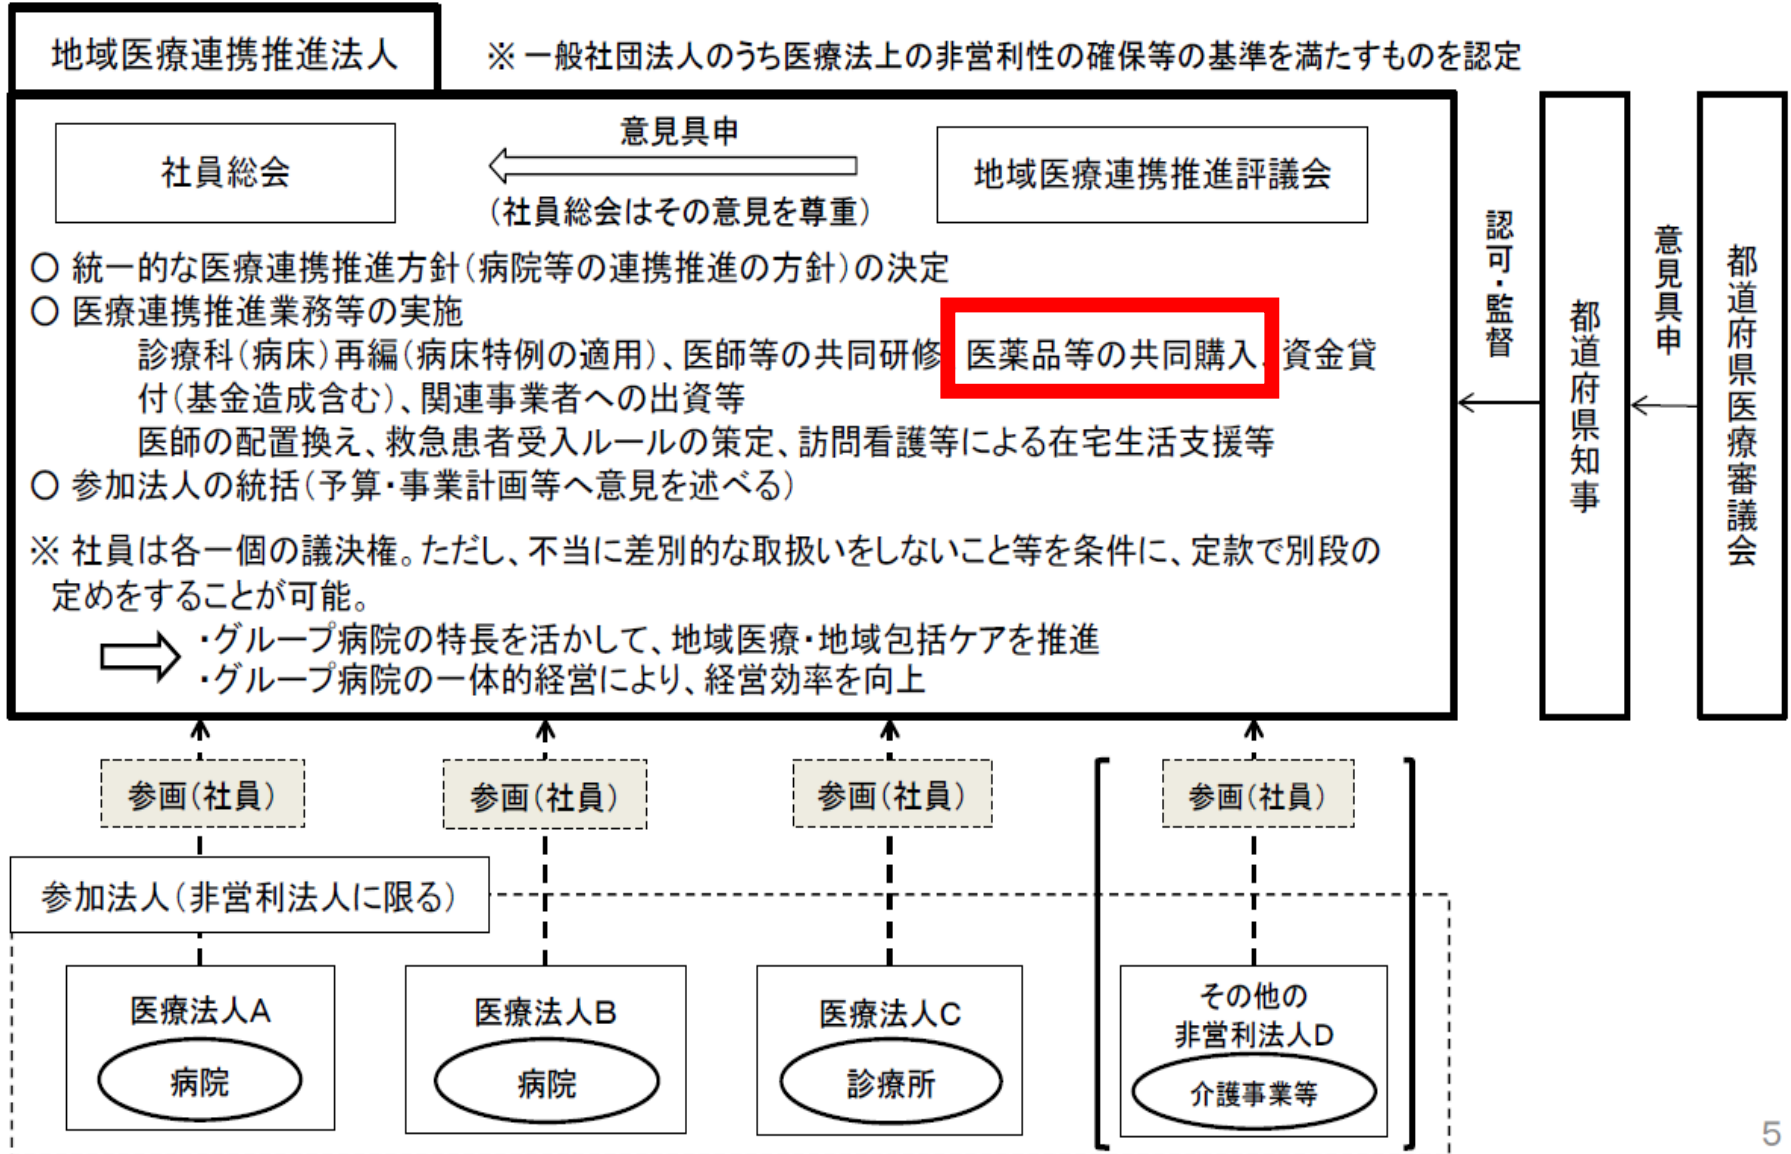 地域医療連携推進法人
※ 一般社団法人のうち医療法上の非営利性の確保等の基準を満たすものを認定
社員総会
意見具申
(社員総会はその意見を尊重)
地域医療連携推進評議会
○ 統一的な医療連携推進方針(病院等の連携推進の方針)の決定
○ 医療連携推進業務等の実施
診療科(病床)再編(病床特例の適用)、医師等の共同研修 医薬品等の共同購入、資金貸
付(基金造成含む)、関連事業者への出資等
医師の配置換え、救急患者受入ルールの策定、訪問看護等による在宅生活支援等
○ 参加法人の統括(予算・事業計画等へ意見を述べる)
※ 社員は各一個の議決権。ただし、不当に差別的な取扱いをしないこと等を条件に、定款で別段の
定めをすることが可能。
・グループ病院の特長を活かして、地域医療・地域包括ケアを推進
・グループ病院の一体的経営により、経営効率を向上
認可・監督
都道府県知事
意見具申
都道府県医療審議会
参画(社員)
参画(社員)
参画(社員)
参画(社員)
参加法人(非営利法人に限る)
医療法人A
病院
医療法人B
病院
医療法人C
診療所
その他の
非営利法人D
介護事業等
5